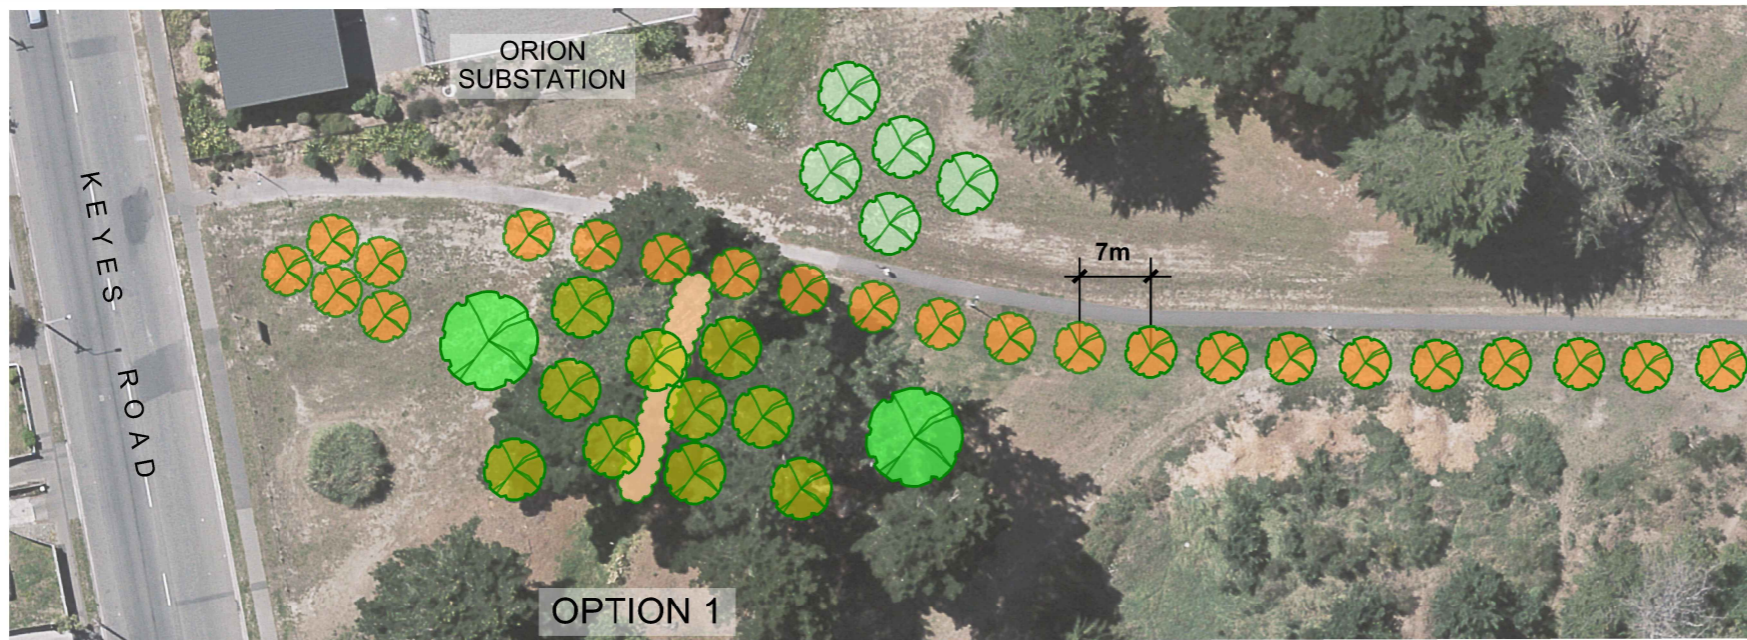 ORION
SUBSTATION
KEYES ROAD
7m
OPTION 1